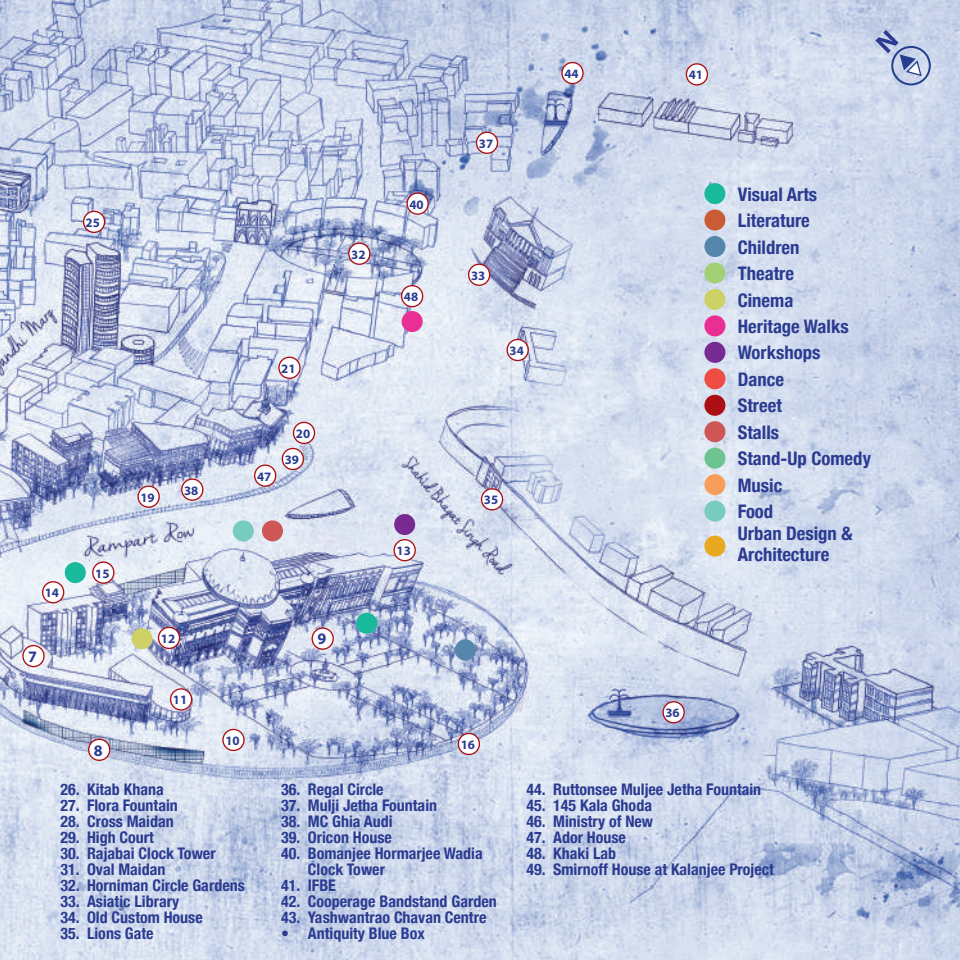 N
44
41
37
40
25
32
33
48
34
21
20
39
47
38
19
35
13
15
14
12
9
7
11
10
8
16
36
andhi Marg
Shahid Bhagat Singh Road
Rampart Row
Visual Arts
Literature
Children
Theatre
Cinema
Heritage Walks
Workshops
Dance
Street
Stalls
Stand-Up Comedy
Music
Food
Urban Design &
Architecture
26. Kitab Khana
27. Flora Fountain
28. Cross Maidan
29. High Court
30. Rajabai Clock Tower
31. Oval Maidan
32. Horniman Circle Gardens
33. Asiatic Library
34. Old Custom House
35. Lions Gate
36. Regal Circle
37. Mulji Jetha Fountain
38. MC Ghia Audi
39. Oricon House
40. Bomanjee Hormarjee Wadia
Clock Tower
41. IFBE
42. Cooperage Bandstand Garden
43. Yashwantrao Chavan Centre
• Antiquity Blue Box
44. Ruttonsee Muljee Jetha Fountain
45. 145 Kala Ghoda
46. Ministry of New
47. Ador House
48. Khaki Lab
49. Smirnoff House at Kalanjee Project